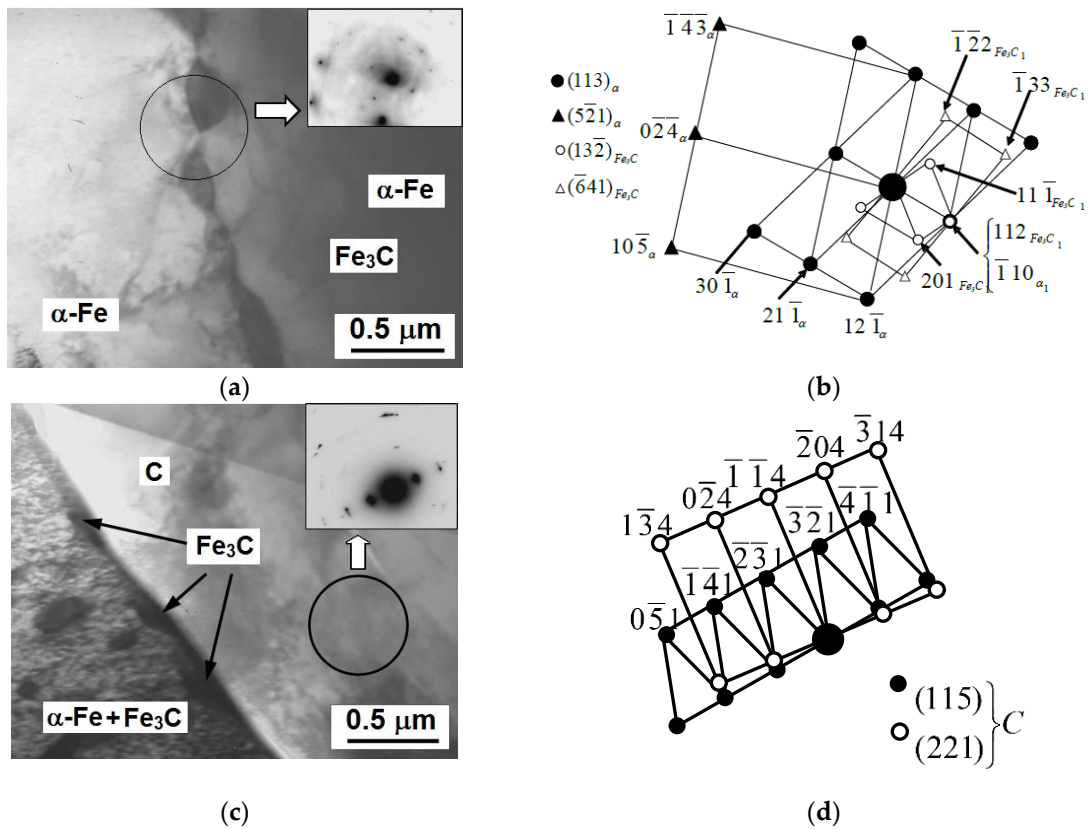 α-Fe
Fe₃C
α-Fe
0.5 μm
(a)
1̅4̅3̅α
02̅4̅α
105̅α
(113)α
(52̅1)α
(132̅)Fe₃C
(6̅41)Fe₃C
1̅2̅2Fe₃C₁
1̅33Fe₃C₁
111̅Fe₃C₁
112Fe₃C₁
1̅10α₁
201Fe₃C
301̅α
211̅α
121̅α
(b)
C
Fe₃C
α-Fe+Fe₃C
0.5 μm
(c)
3̅14
2̅04
1̅1̅4
02̅4
13̅4
4̅1̅1
3̅2̅1
2̅3̅1
1̅4̅1
05̅1
(115)
(221)
C
(d)